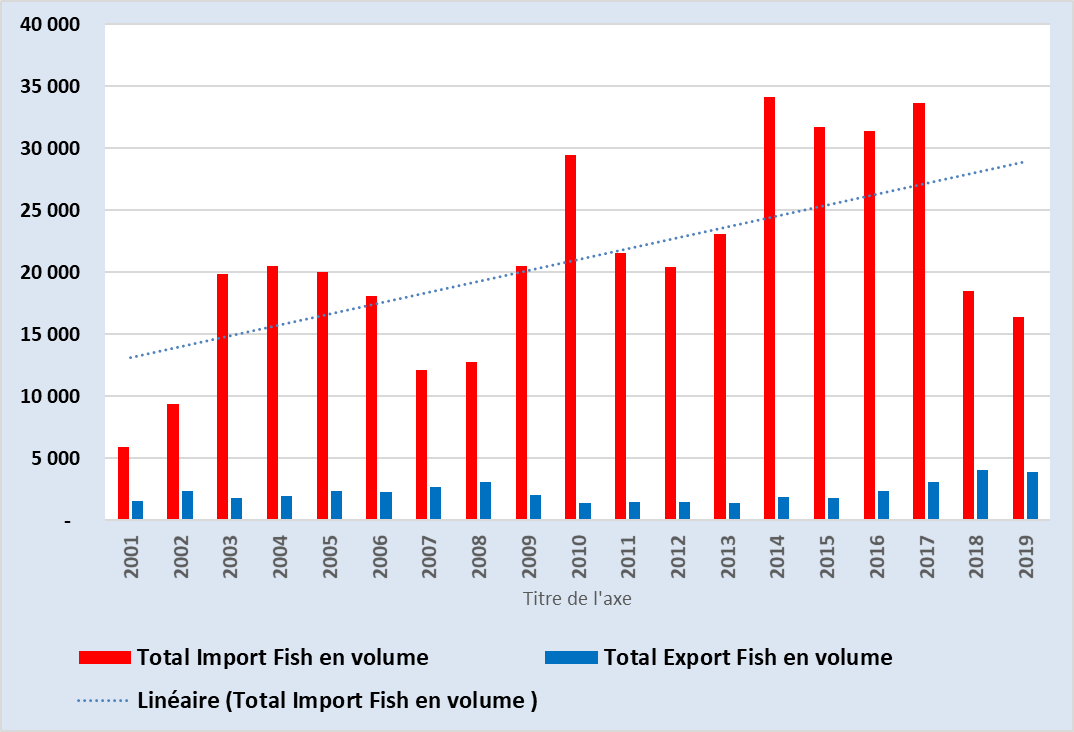 40 000
35 000
30 000
25 000
20 000
15 000
10 000
5 000
-
2001 2002 2003 2004 2005 2006 2007 2008 2009 2010 2011 2012 2013 2014 2015 2016 2017 2018 2019
Titre de l'axe
Total Import Fish en volume Total Export Fish en volume
Linéaire (Total Import Fish en volume )